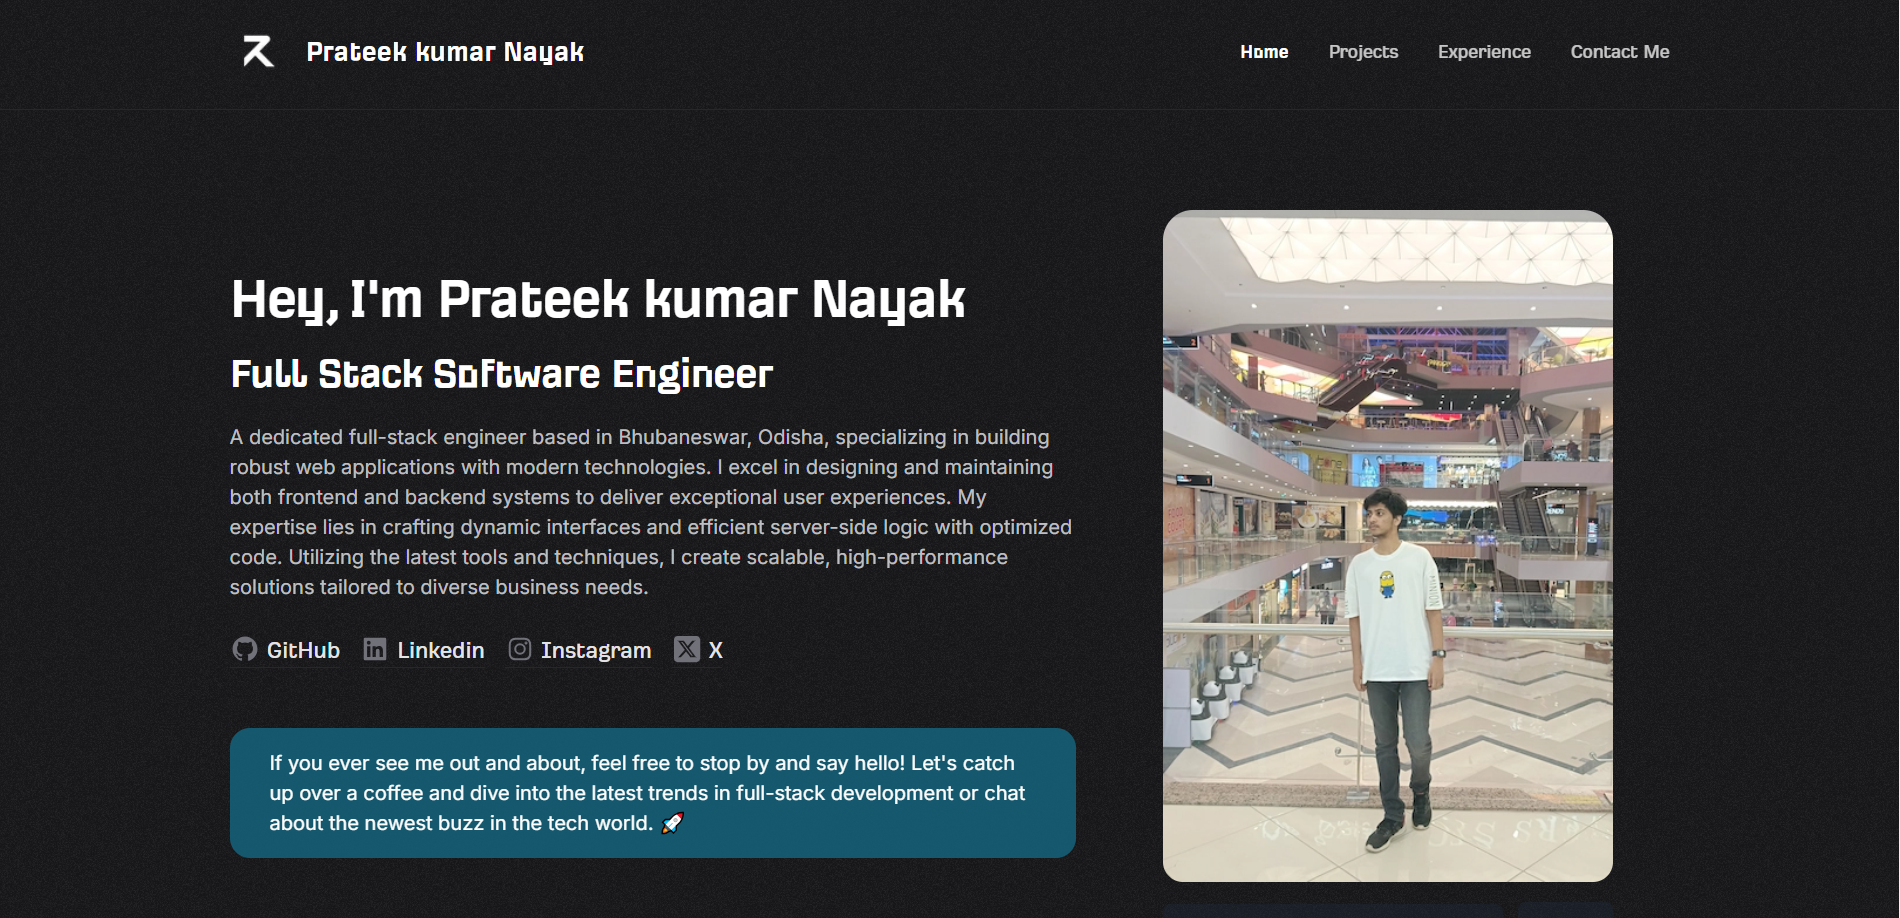 Prateek kumar Nayak
Home
Projects
Experience
Contact Me
Hey, I'm Prateek kumar Nayak
Full Stack Software Engineer
A dedicated full-stack engineer based in Bhubaneswar, Odisha, specializing in building
robust web applications with modern technologies. I excel in designing and maintaining
both frontend and backend systems to deliver exceptional user experiences. My
expertise lies in crafting dynamic interfaces and efficient server-side logic with optimized
code. Utilizing the latest tools and techniques, I create scalable, high-performance
solutions tailored to diverse business needs.
GitHub
Linkedin
Instagram
X
If you ever see me out and about, feel free to stop by and say hello! Let's catch
up over a coffee and dive into the latest trends in full-stack development or chat
about the newest buzz in the tech world. 🚀
MINION